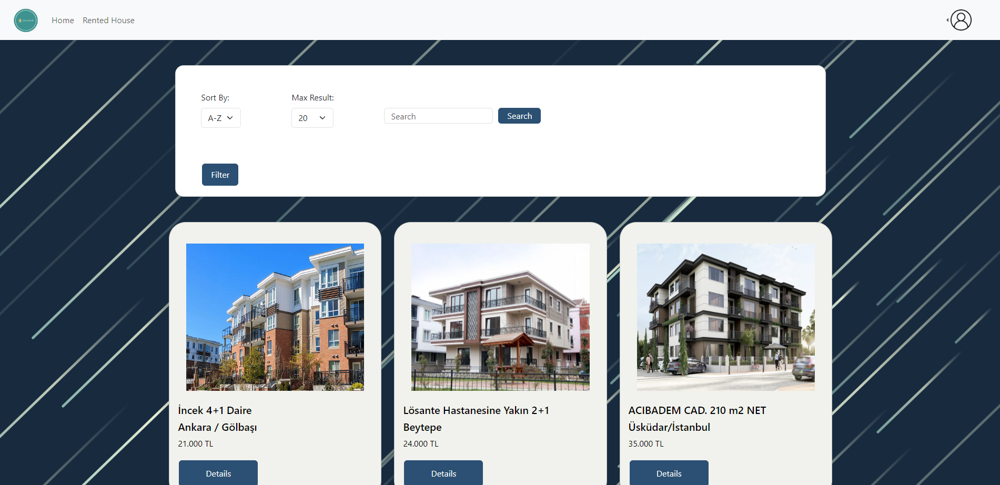 Home Rented House
Sort By: Max Result:
A-Z 20 Search Search
Filter
İncek 4+1 Daire
Ankara / Gölbaşı
21.000 TL
Details
Lösante Hastanesine Yakın 2+1
Beytepe
24.000 TL
Details
ACIBADEM CAD. 210 m2 NET
Üsküdar/İstanbul
35.000 TL
Details